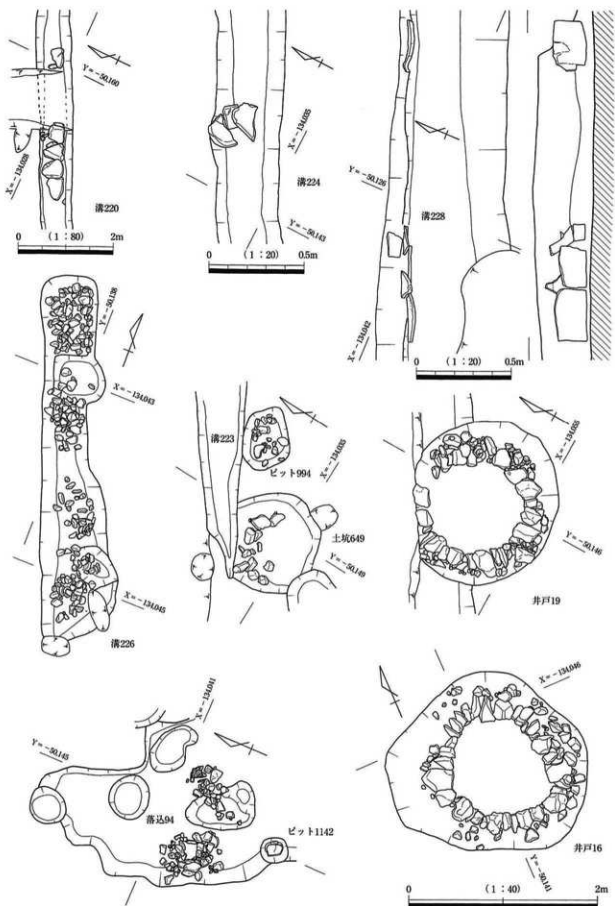 Y=-50,160
X=-134,028
溝220
0 (1:80) 2m
X=-134,035
溝224
Y=-50,143
0 (1:20) 0.5m
Y=-50,126
溝228
X=-134,042
0 (1:20) 0.5m
Y=-50,138
X=-134,043
X=-134,045
溝226
溝223
ピット994
X=-134,035
土坑649
Y=-50,149
X=-134,035
Y=-50,146
井戸19
X=-134,041
Y=-50,145
落込94
ピット1142
X=-134,046
井戸16
Y=-50,141
0 (1:40) 2m